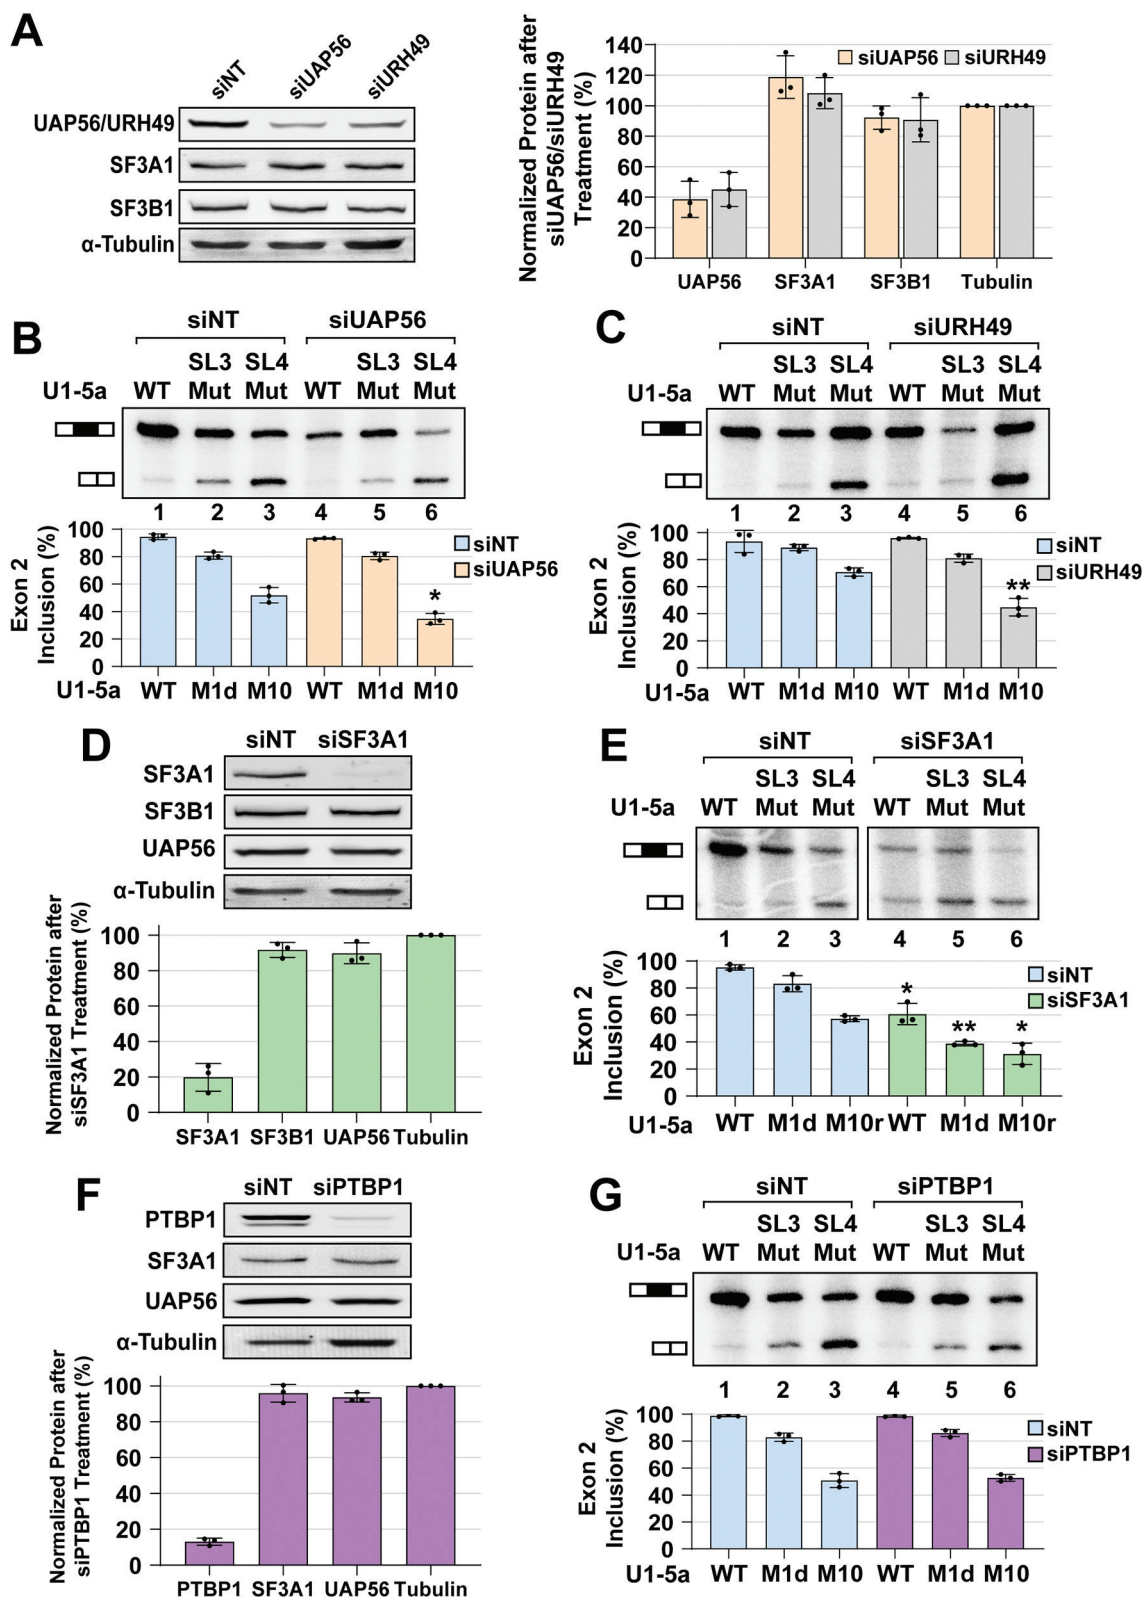 A
siNT siUAP56 siURH49
UAP56/URH49
SF3A1
SF3B1
α-Tubulin
Normalized Protein after
siUAP56/siURH49
Treatment (%)
140
120
100
80
60
40
20
0
siUAP56 siURH49
UAP56 SF3A1 SF3B1 Tubulin
B
siNT siUAP56
SL3 SL4 SL3 SL4
U1-5a WT Mut Mut WT Mut Mut
1 2 3 4 5 6
Exon 2
Inclusion (%)
100
80
60
40
20
0
*
siNT
siUAP56
U1-5a WT M1d M10 WT M1d M10
C
siNT siURH49
SL3 SL4 SL3 SL4
U1-5a WT Mut Mut WT Mut Mut
1 2 3 4 5 6
Exon 2
Inclusion (%)
100
80
60
40
20
0
**
siNT
siURH49
U1-5a WT M1d M10 WT M1d M10
D
siNT siSF3A1
SF3A1
SF3B1
UAP56
α-Tubulin
Normalized Protein after
siSF3A1 Treatment (%)
100
80
60
40
20
0
SF3A1 SF3B1 UAP56 Tubulin
E
siNT siSF3A1
SL3 SL4 SL3 SL4
U1-5a WT Mut Mut WT Mut Mut
1 2 3 4 5 6
Exon 2
Inclusion (%)
100
80
60
40
20
0
* ** *
siNT
siSF3A1
U1-5a WT M1d M10r WT M1d M10r
F
siNT siPTBP1
PTBP1
SF3A1
UAP56
α-Tubulin
Normalized Protein after
siPTBP1 Treatment (%)
100
80
60
40
20
0
PTBP1 SF3A1 UAP56 Tubulin
G
siNT siPTBP1
SL3 SL4 SL3 SL4
U1-5a WT Mut Mut WT Mut Mut
1 2 3 4 5 6
Exon 2
Inclusion (%)
100
80
60
40
20
0
siNT
siPTBP1
U1-5a WT M1d M10 WT M1d M10